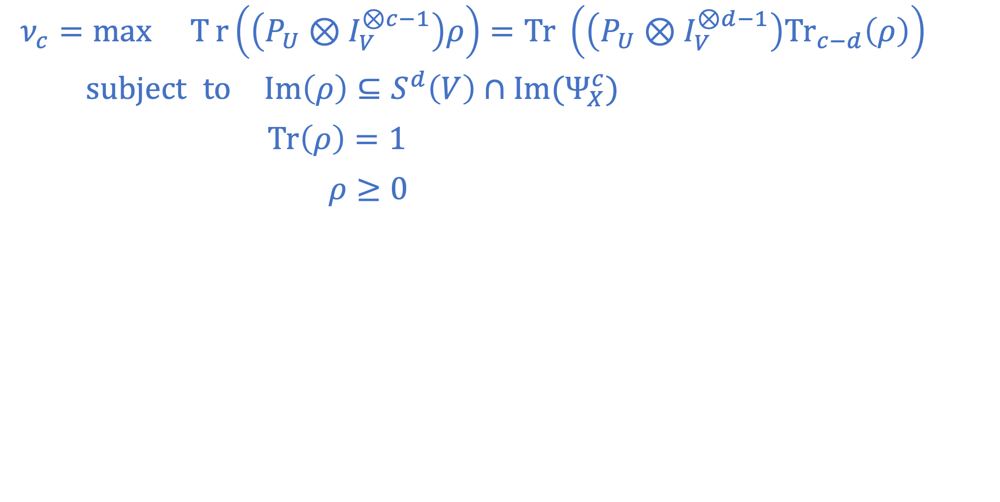 ν_c = max Tr((P_U ⊗ I_V^{⊗c−1})ρ) = Tr ((P_U ⊗ I_V^{⊗d−1})Tr_{c−d}(ρ))
subject to Im(ρ) ⊆ S^d(V) ∩ Im(Ψ_X^c)
Tr(ρ) = 1
ρ ≥ 0